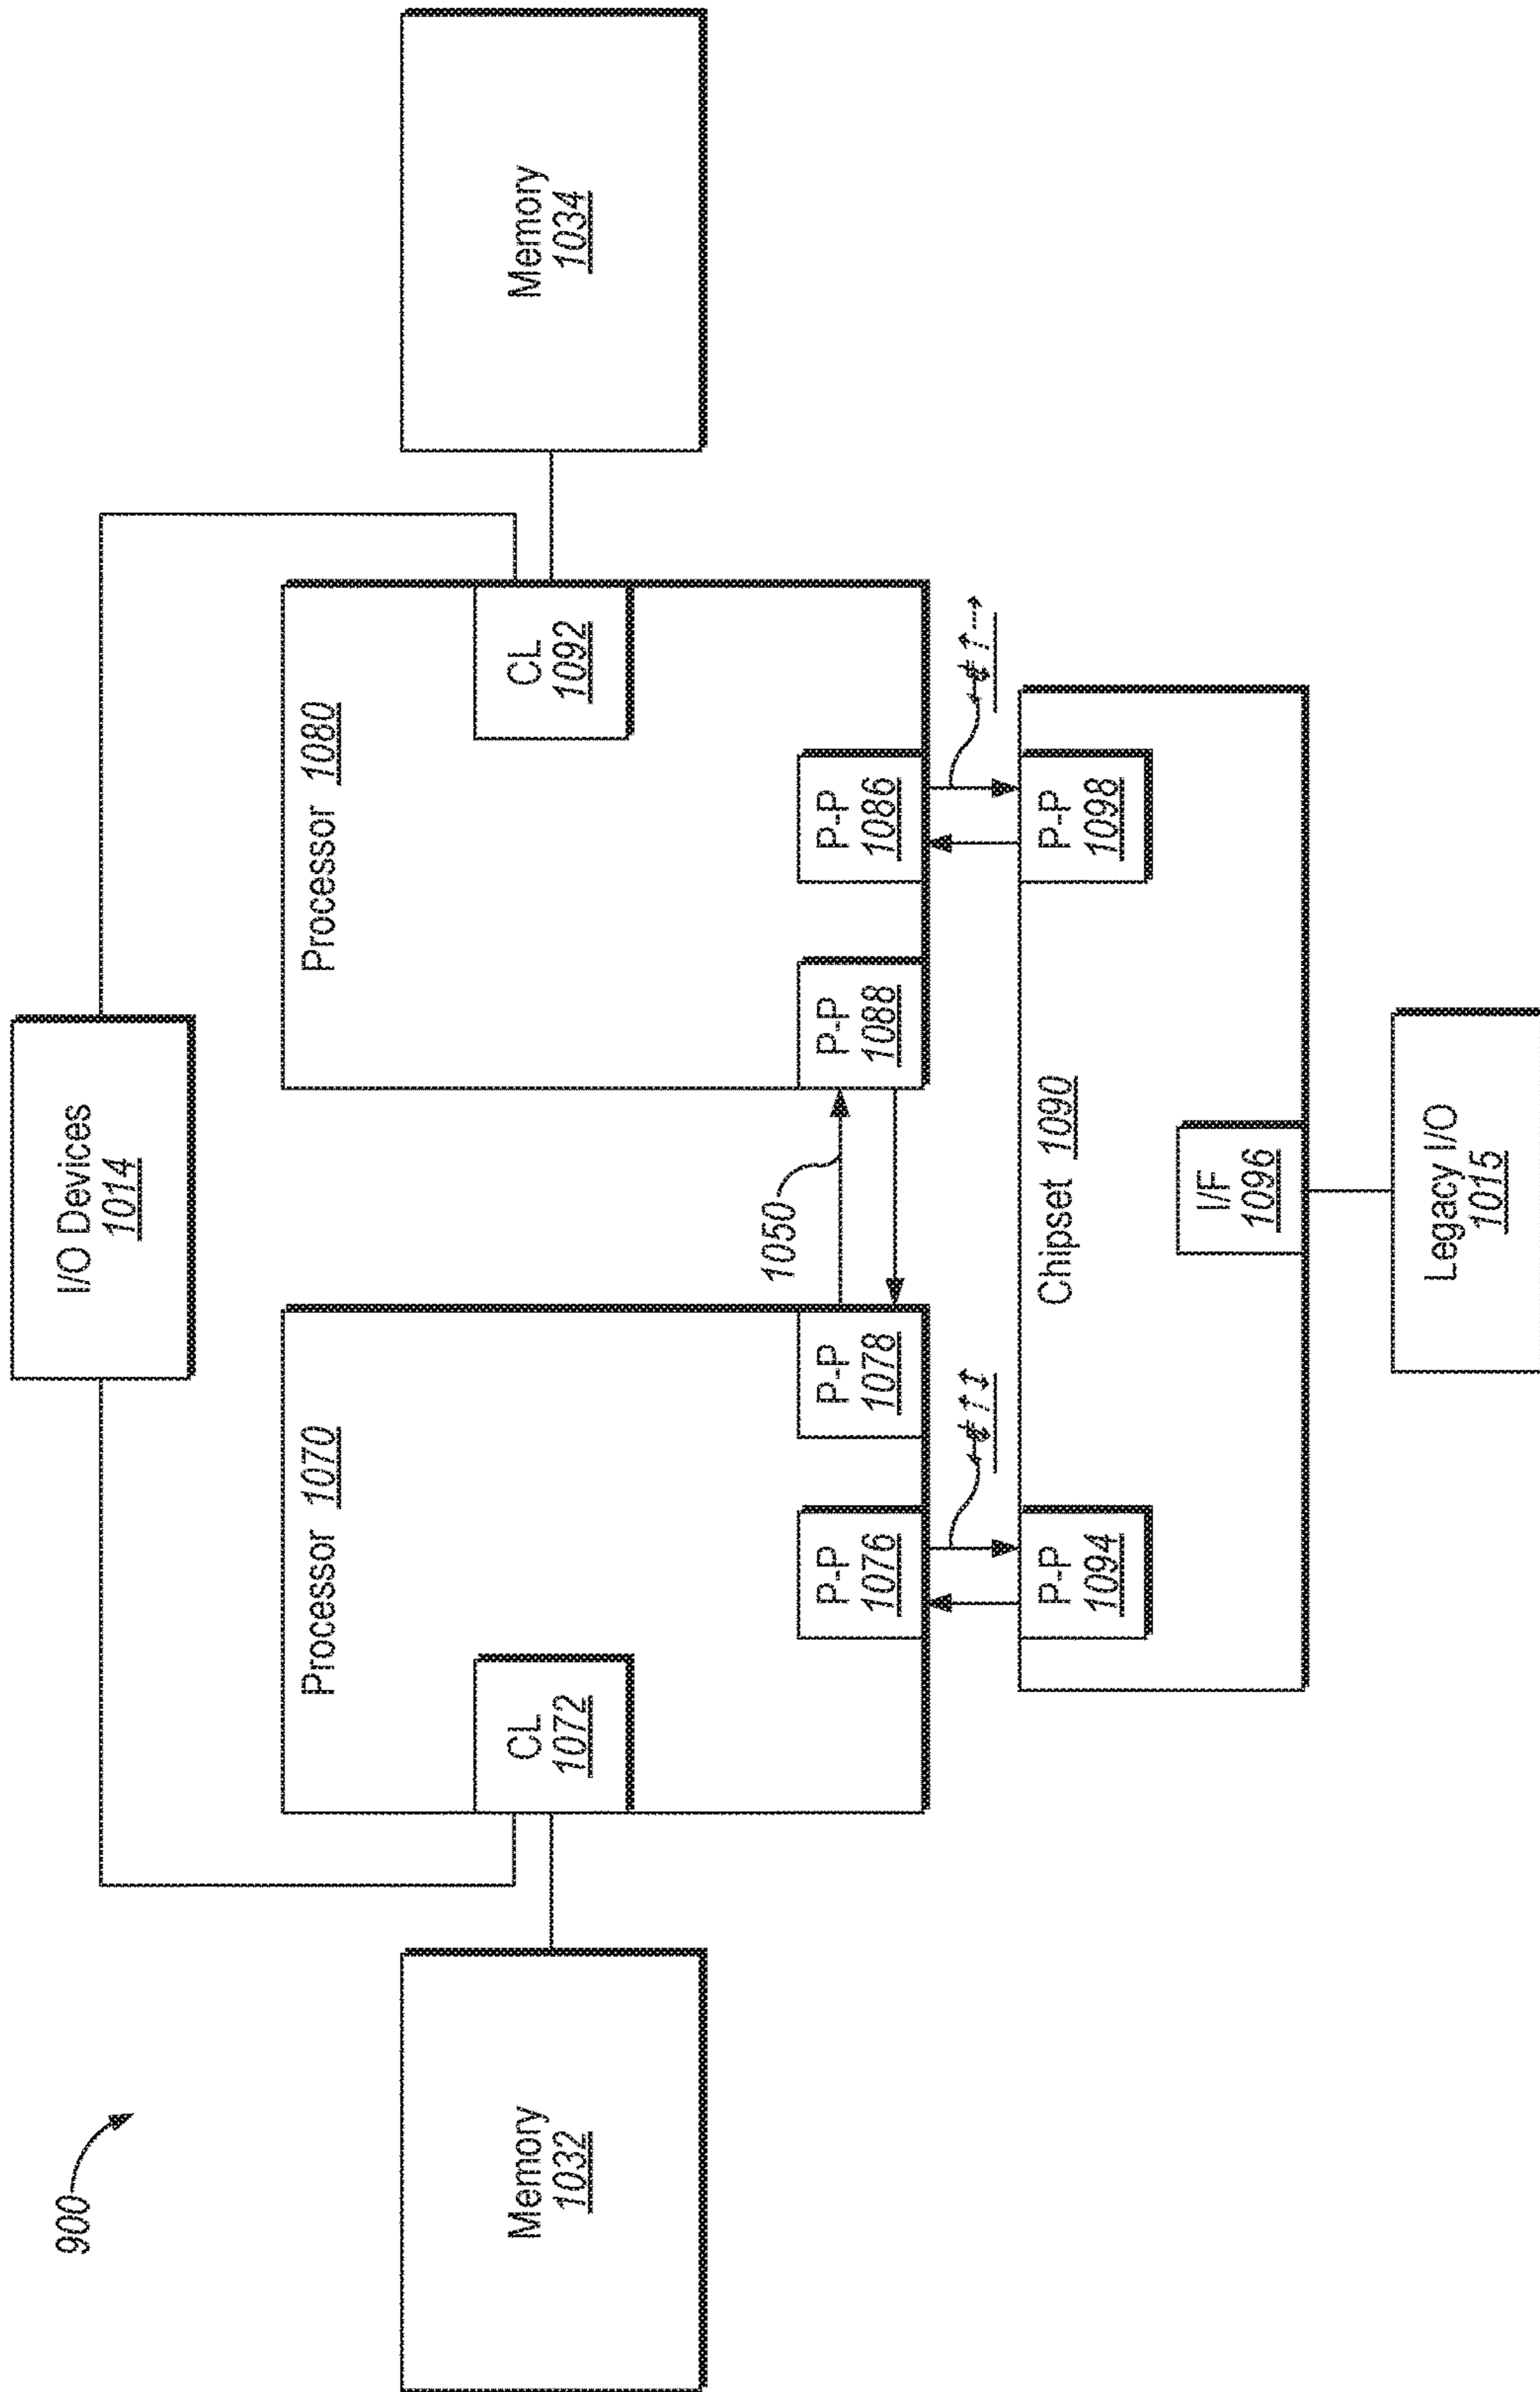 900
I/O Devices
1014
Memory
1032
CL
1072
Processor 1070
Processor 1080
CL
1092
Memory
1034
1050
P-P
1076
P-P
1078
P-P
1088
P-P
1086
P-P
1094
Chipset 1090
P-P
1098
I/F
1096
Legacy I/O
1015